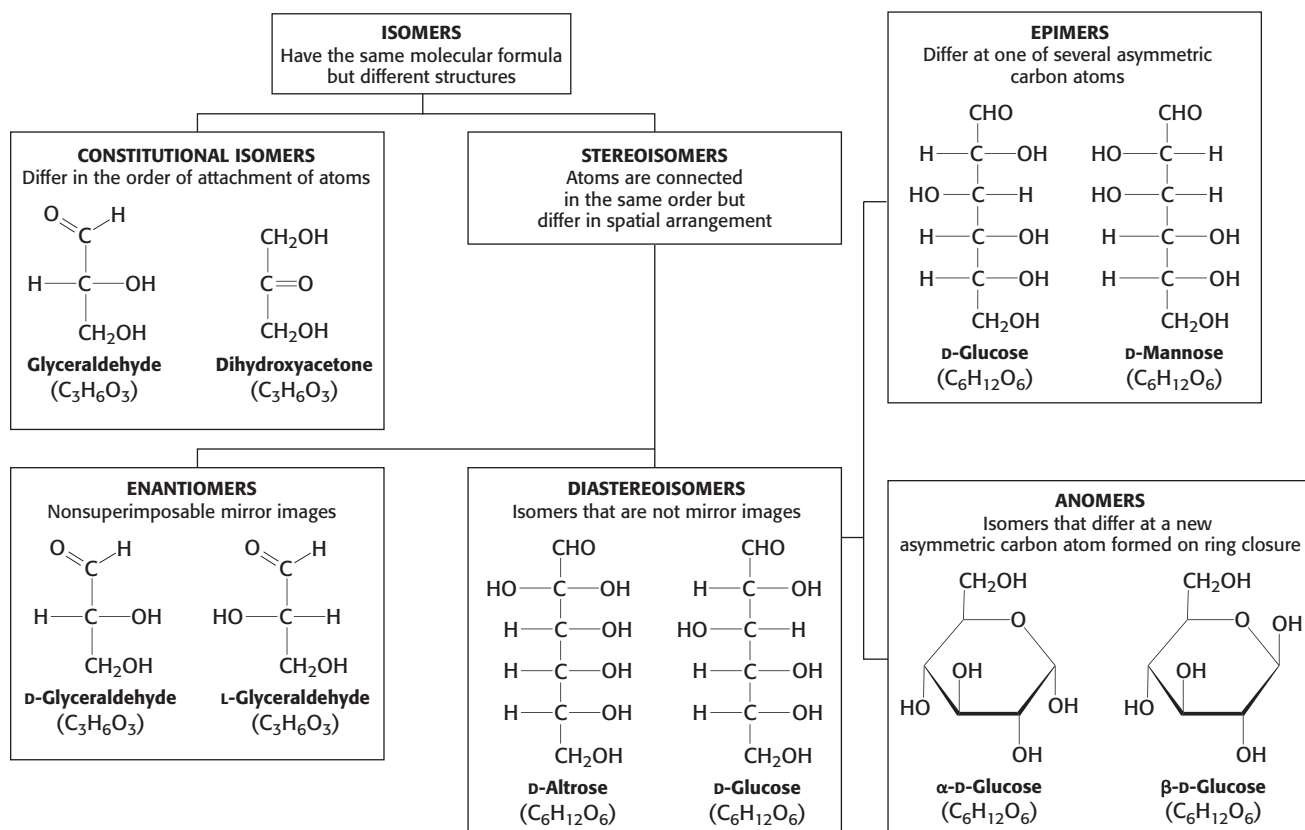 ISOMERS
Have the same molecular formula
but different structures
CONSTITUTIONAL ISOMERS
Differ in the order of attachment of atoms
O H
C
H C OH
CH₂OH
Glyceraldehyde
(C₃H₆O₃)
CH₂OH
C=O
CH₂OH
Dihydroxyacetone
(C₃H₆O₃)
STEREOISOMERS
Atoms are connected
in the same order but
differ in spatial arrangement
EPIMERS
Differ at one of several asymmetric
carbon atoms
CHO
H C OH
HO C H
H C OH
H C OH
CH₂OH
D-Glucose
(C₆H₁₂O₆)
CHO
HO C H
HO C H
H C OH
H C OH
CH₂OH
D-Mannose
(C₆H₁₂O₆)
ENANTIOMERS
Nonsuperimposable mirror images
O H
C
H C OH
CH₂OH
D-Glyceraldehyde
(C₃H₆O₃)
O H
C
HO C H
CH₂OH
L-Glyceraldehyde
(C₃H₆O₃)
DIASTEREOISOMERS
Isomers that are not mirror images
CHO
HO C OH
H C OH
H C OH
H C OH
CH₂OH
D-Altrose
(C₆H₁₂O₆)
CHO
H C OH
HO C H
H C OH
H C OH
CH₂OH
D-Glucose
(C₆H₁₂O₆)
ANOMERS
Isomers that differ at a new
asymmetric carbon atom formed on ring closure
CH₂OH
O
OH
HO OH
OH
α-D-Glucose
(C₆H₁₂O₆)
CH₂OH
O OH
OH
HO
OH
β-D-Glucose
(C₆H₁₂O₆)